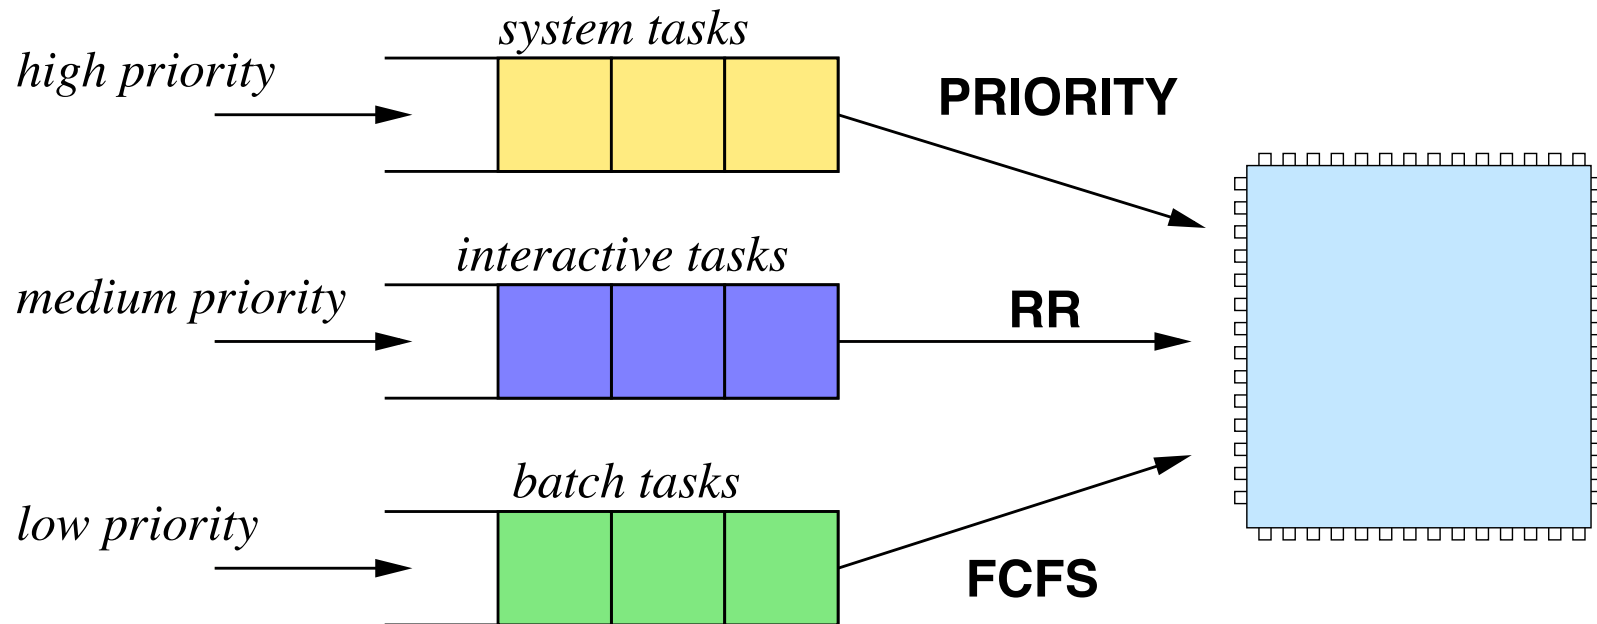 system tasks
high priority
PRIORITY
interactive tasks
medium priority
RR
batch tasks
low priority
FCFS